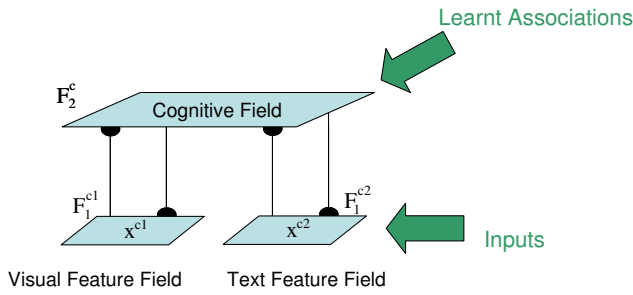 Learnt Associations
F₂ᶜ
Cognitive Field
F₁ᶜ¹
F₁ᶜ²
xᶜ¹
xᶜ²
Inputs
Visual Feature Field
Text Feature Field